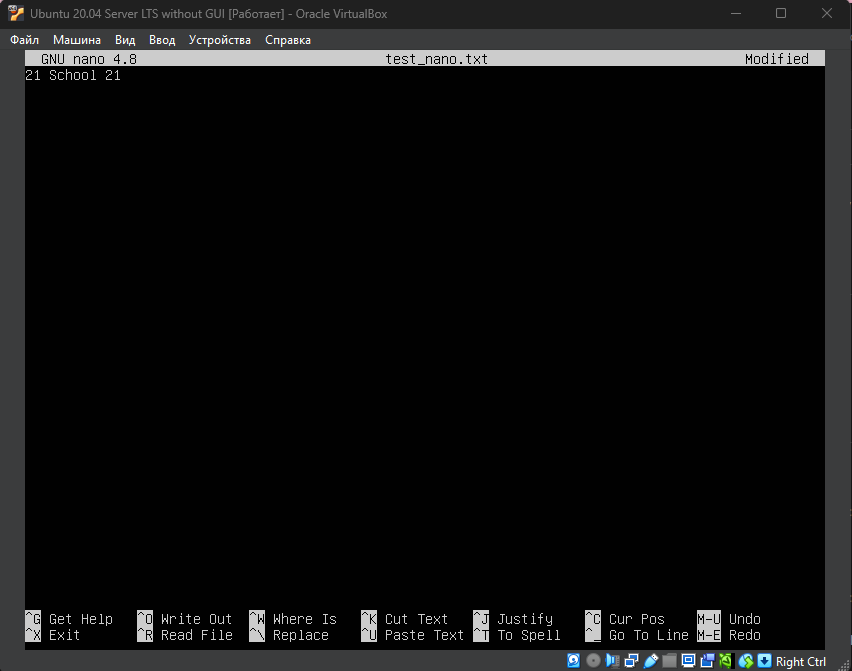 Ubuntu 20.04 Server LTS without GUI [Работает] - Oracle VirtualBox
Файл Машина Вид Ввод Устройства Справка
GNU nano 4.8 test_nano.txt Modified
21 School 21
^G Get Help ^O Write Out ^W Where Is ^K Cut Text ^J Justify ^C Cur Pos M-U Undo
^X Exit ^R Read File ^\ Replace ^U Paste Text ^T To Spell ^_ Go To Line M-E Redo
Right Ctrl